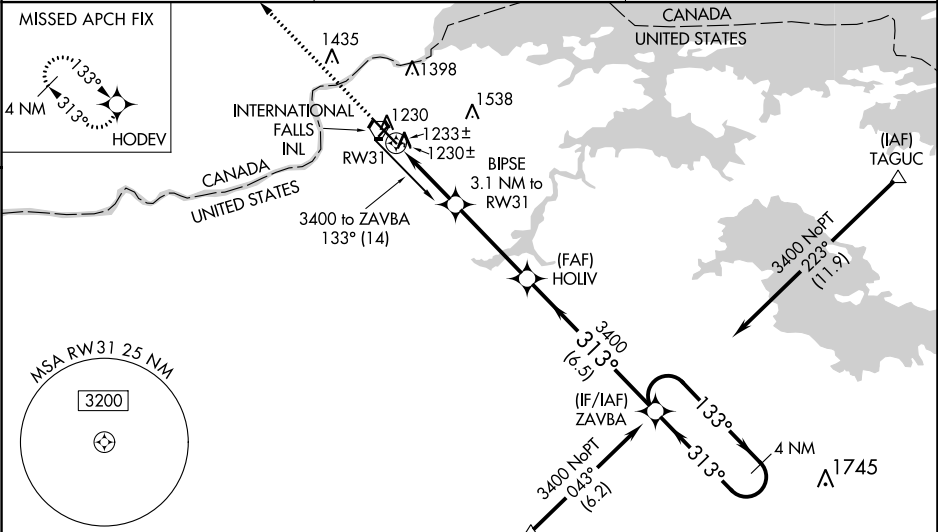 MISSED APCH FIX
133°
4 NM
313°
HODEV
1435
1398
CANADA
UNITED STATES
1538
INTERNATIONAL
FALLS
INL
1230
1233±
1230±
RW31
BIPSE
3.1 NM to
RW31
(IAF)
TAGUC
CANADA
UNITED STATES
3400 to ZAVBA
133° (14)
3400 NoPT
223°
(11.9)
(FAF)
HOLIV
3400
313°
(6.5)
MSA RW31 25 NM
3200
(IF/IAF)
ZAVBA
133°
313°
4 NM
1745
3400 NoPT
043°
(6.2)